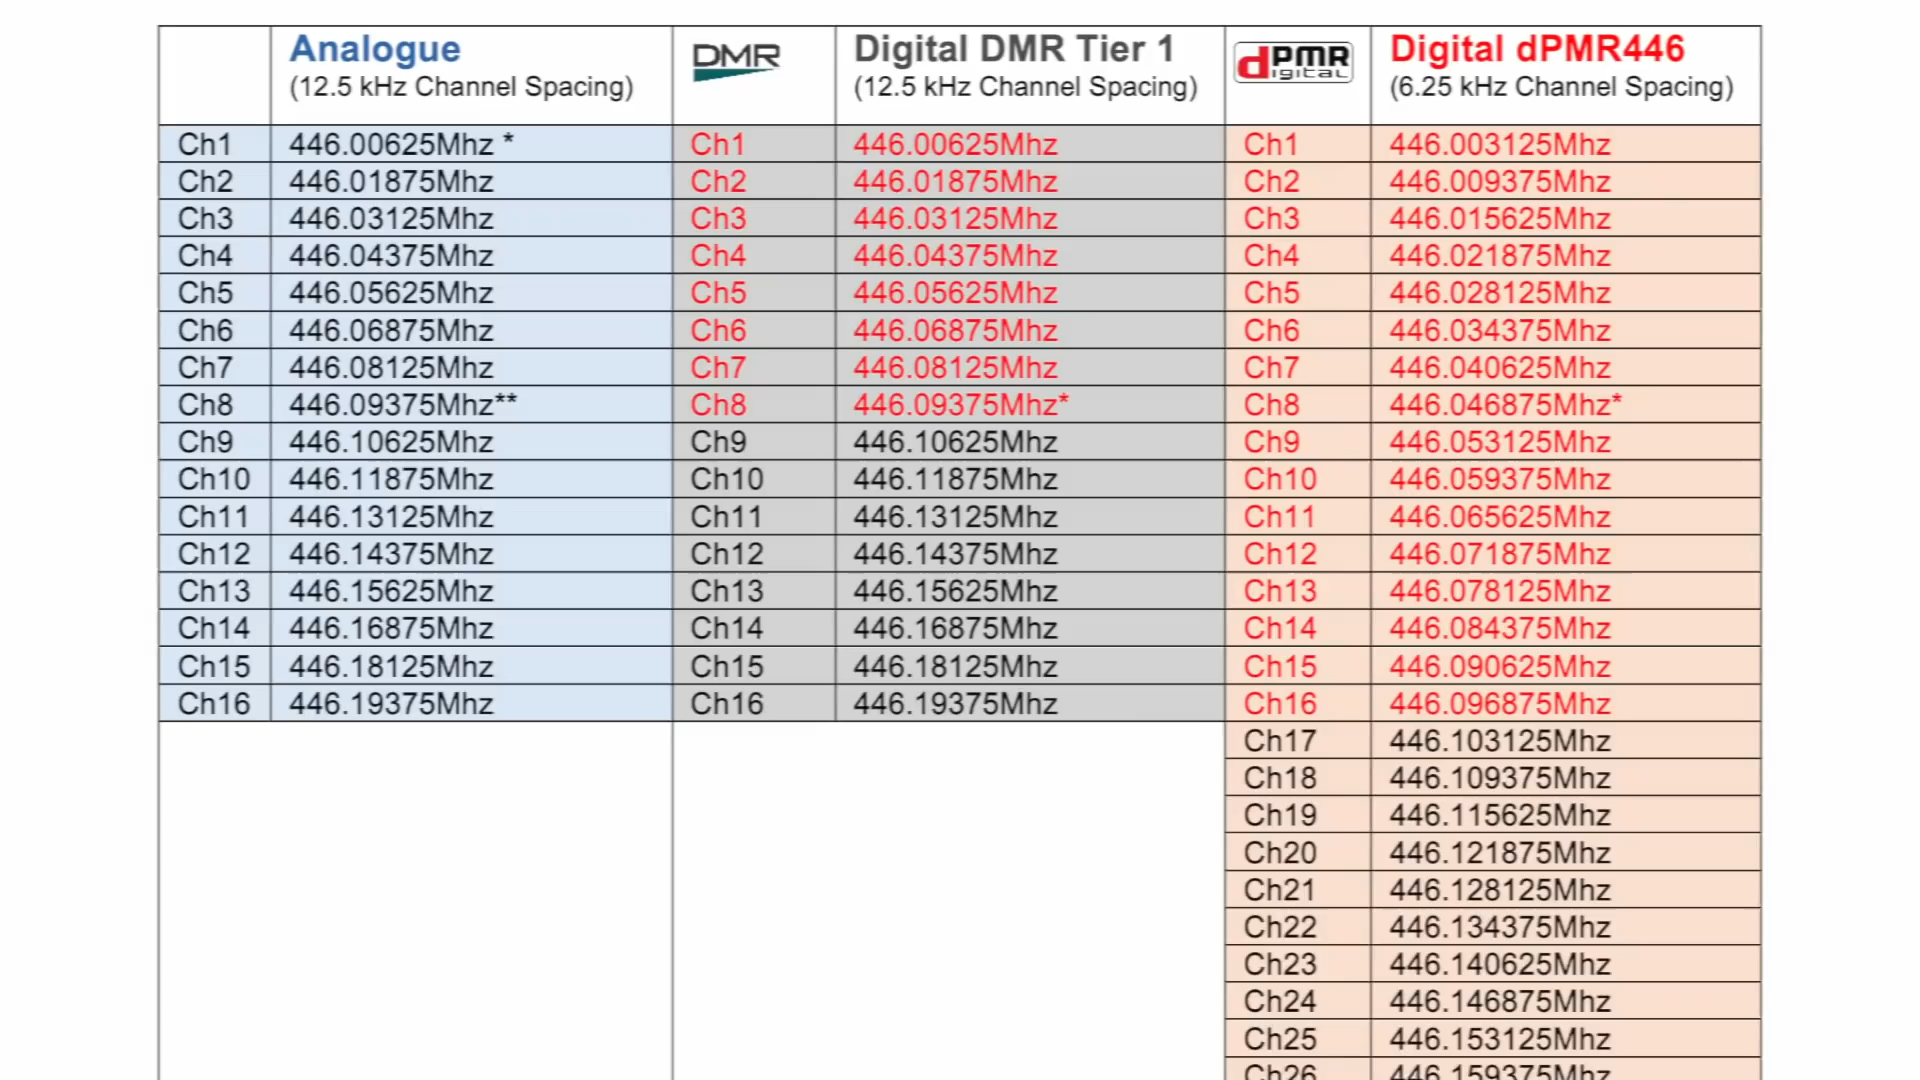 Analogue
(12.5 kHz Channel Spacing)
DMR
Digital DMR Tier 1
(12.5 kHz Channel Spacing)
dPMR
igital
Digital dPMR446
(6.25 kHz Channel Spacing)
Ch1 446.00625Mhz * Ch1 446.00625Mhz Ch1 446.003125Mhz
Ch2 446.01875Mhz Ch2 446.01875Mhz Ch2 446.009375Mhz
Ch3 446.03125Mhz Ch3 446.03125Mhz Ch3 446.015625Mhz
Ch4 446.04375Mhz Ch4 446.04375Mhz Ch4 446.021875Mhz
Ch5 446.05625Mhz Ch5 446.05625Mhz Ch5 446.028125Mhz
Ch6 446.06875Mhz Ch6 446.06875Mhz Ch6 446.034375Mhz
Ch7 446.08125Mhz Ch7 446.08125Mhz Ch7 446.040625Mhz
Ch8 446.09375Mhz** Ch8 446.09375Mhz* Ch8 446.046875Mhz*
Ch9 446.10625Mhz Ch9 446.10625Mhz Ch9 446.053125Mhz
Ch10 446.11875Mhz Ch10 446.11875Mhz Ch10 446.059375Mhz
Ch11 446.13125Mhz Ch11 446.13125Mhz Ch11 446.065625Mhz
Ch12 446.14375Mhz Ch12 446.14375Mhz Ch12 446.071875Mhz
Ch13 446.15625Mhz Ch13 446.15625Mhz Ch13 446.078125Mhz
Ch14 446.16875Mhz Ch14 446.16875Mhz Ch14 446.084375Mhz
Ch15 446.18125Mhz Ch15 446.18125Mhz Ch15 446.090625Mhz
Ch16 446.19375Mhz Ch16 446.19375Mhz Ch16 446.096875Mhz
Ch17 446.103125Mhz
Ch18 446.109375Mhz
Ch19 446.115625Mhz
Ch20 446.121875Mhz
Ch21 446.128125Mhz
Ch22 446.134375Mhz
Ch23 446.140625Mhz
Ch24 446.146875Mhz
Ch25 446.153125Mhz
Ch26 446.159375Mhz